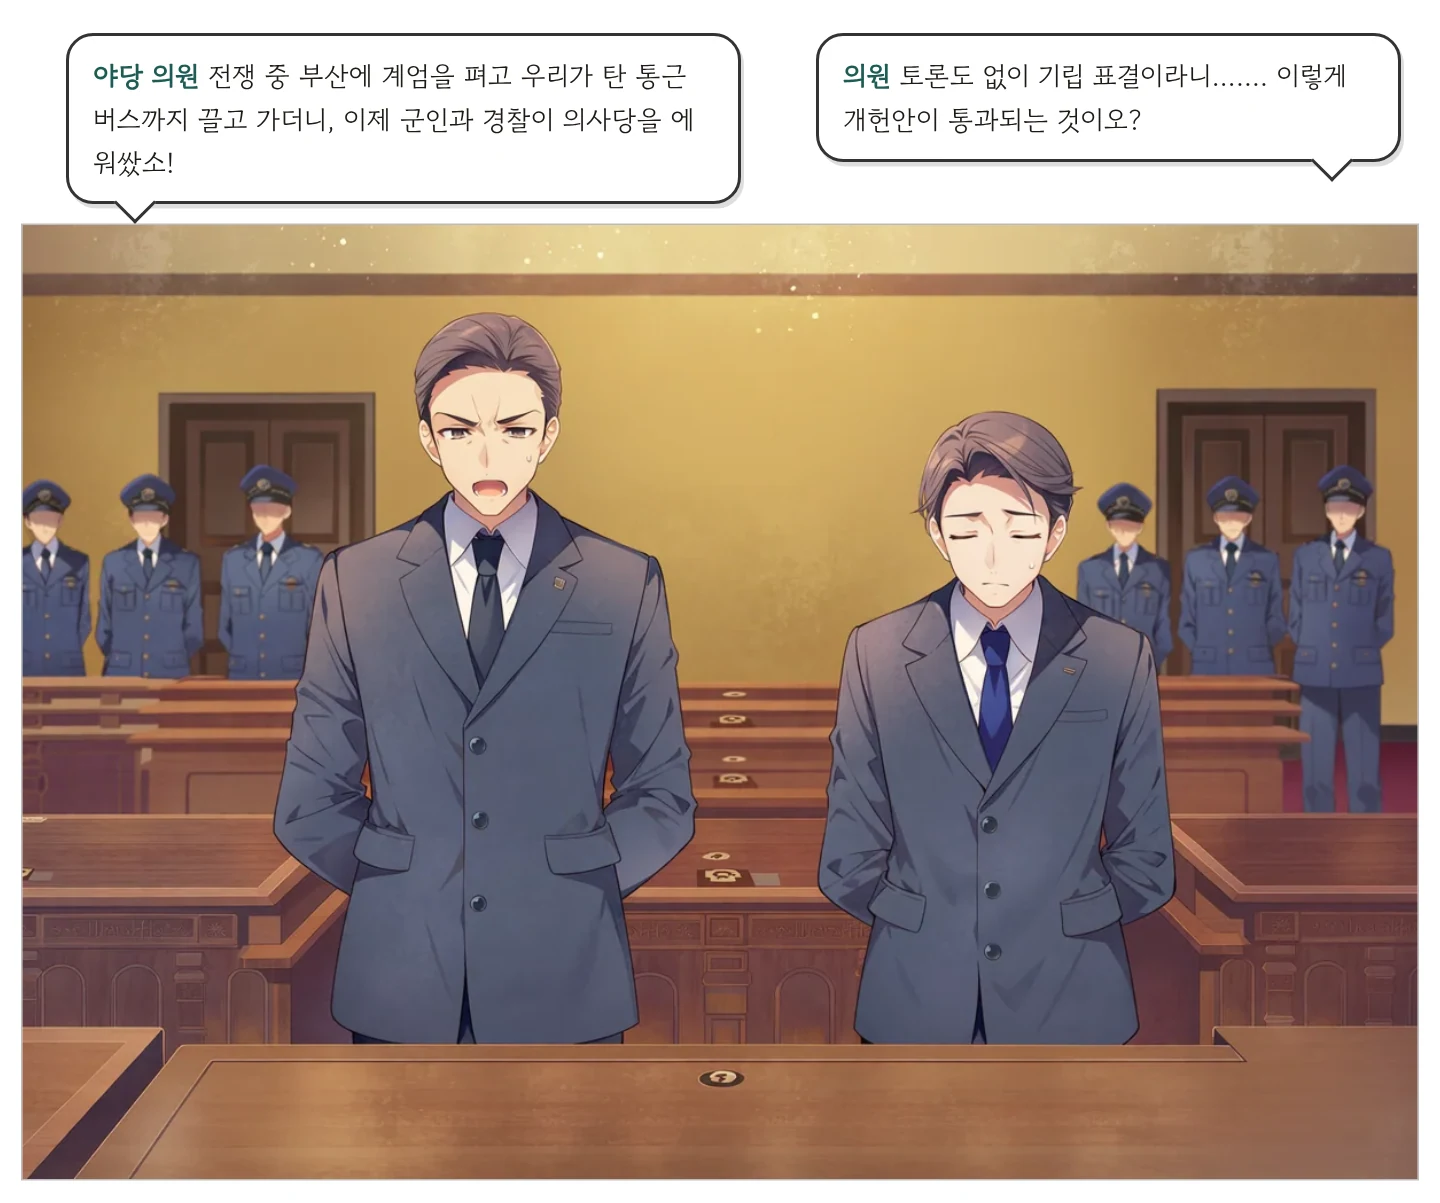 야당 의원 전쟁 중 부산에 계엄을 펴고 우리가 탄 통근
버스까지 끌고 가더니, 이제 군인과 경찰이 의사당을 에
워쌌소!
의원 토론도 없이 기립 표결이라니....... 이렇게
개헌안이 통과되는 것이오?